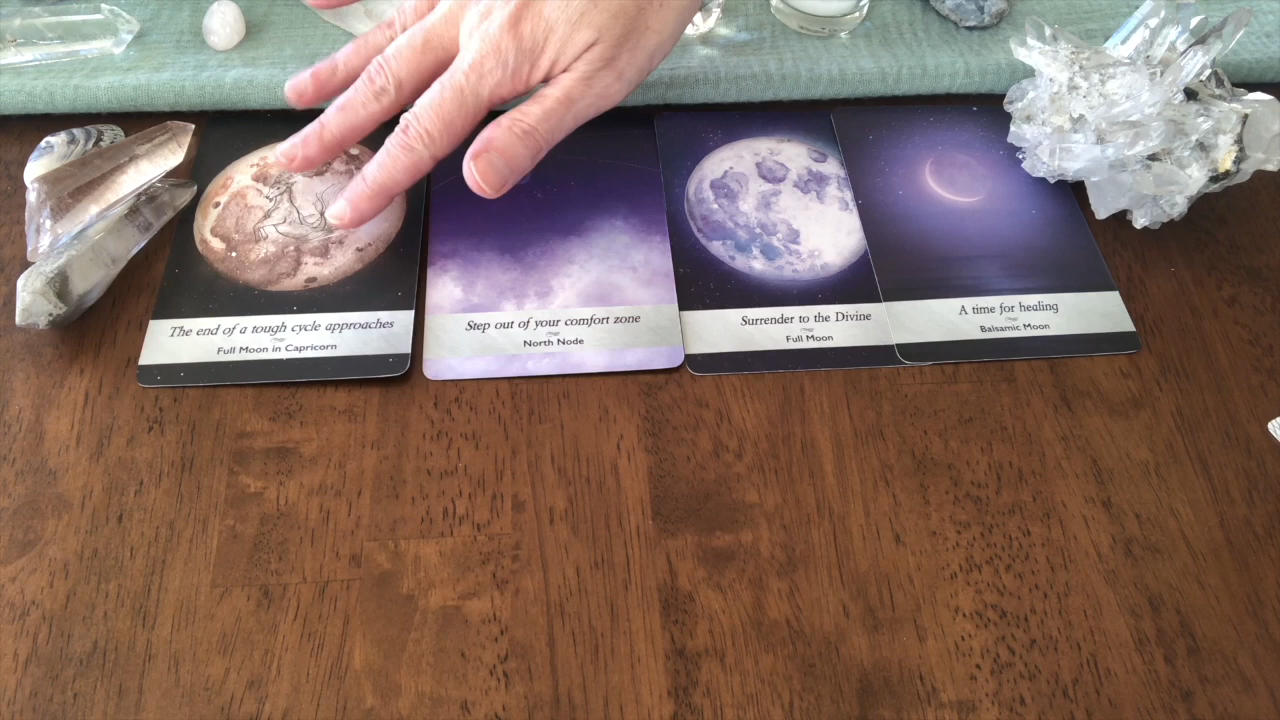 The end of a tough cycle approaches
Full Moon in Capricorn
Step out of your comfort zone
North Node
Surrender to the Divine
Full Moon
A time for healing
Balsamic Moon